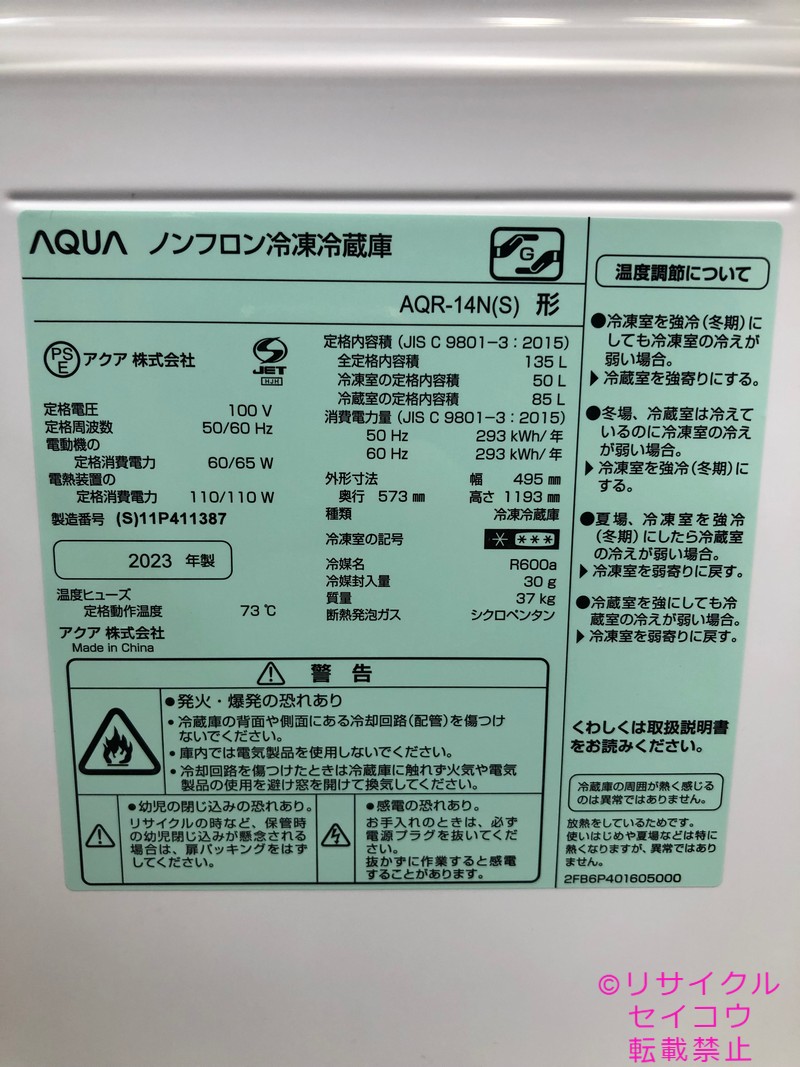 AQUA ノンフロン冷凍冷蔵庫
G
AQR-14N(S) 形
PS
E
アクア 株式会社
JET
HJH
定格電圧 100 V
定格周波数 50/60 Hz
電動機の
定格消費電力 60/65 W
電熱装置の
定格消費電力 110/110 W
製造番号 (S)11P411387
2023 年製
温度ヒューズ
定格動作温度 73 ℃
アクア 株式会社
Made in China
定格内容積 (JIS C 9801-3 : 2015)
全定格内容積 135 L
冷凍室の定格内容積 50 L
冷蔵室の定格内容積 85 L
消費電力量 (JIS C 9801-3 : 2015)
50 Hz 293 kWh/年
60 Hz 293 kWh/年
外形寸法 幅 495 ㎜
奥行 573 ㎜ 高さ 1193 ㎜
種類 冷凍冷蔵庫
冷凍室の記号 * ***
冷媒名 R600a
冷媒封入量 30 g
質量 37 kg
断熱発泡ガス シクロペンタン
⚠ 警告
●発火・爆発の恐れあり
・冷蔵庫の背面や側面にある冷却回路(配管)を傷つけ
ないでください。
・庫内では電気製品を使用しないでください。
・冷却回路を傷つけたときは冷蔵庫に触れず火気や電気
製品の使用を避け窓を開けて換気してください。
●幼児の閉じ込みの恐れあり。
リサイクルの時など、保管時
の幼児閉じ込みが懸念される
場合は、扉パッキングをはず
してください。
●感電の恐れあり。
お手入れのときは、必ず
電源プラグを抜いてくだ
さい。
抜かずに作業すると感電
することがあります。
温度調節について
●冷凍室を強冷(冬期)に
しても冷凍室の冷えが
弱い場合。
▶冷蔵室を強寄りにする。
●冬場、冷蔵室は冷えて
いるのに冷凍室の冷え
が弱い場合。
▶冷凍室を強冷(冬期)に
する。
●夏場、冷凍室を強冷
(冬期)にしたら冷蔵室
の冷えが弱い場合。
▶冷凍室を弱寄りに戻す。
●冷蔵室を強にしても冷
蔵室の冷えが弱い場合。
▶冷凍室を弱寄りに戻す。
くわしくは取扱説明書
をお読みください。
冷蔵庫の周囲が熱く感じる
のは異常ではありません。
放熱をしているためです。
使いはじめや夏場などは特に
熱くなりますが、異常ではあり
ません。
2FB6P401605000
©リサイクル
セイコウ
転載禁止